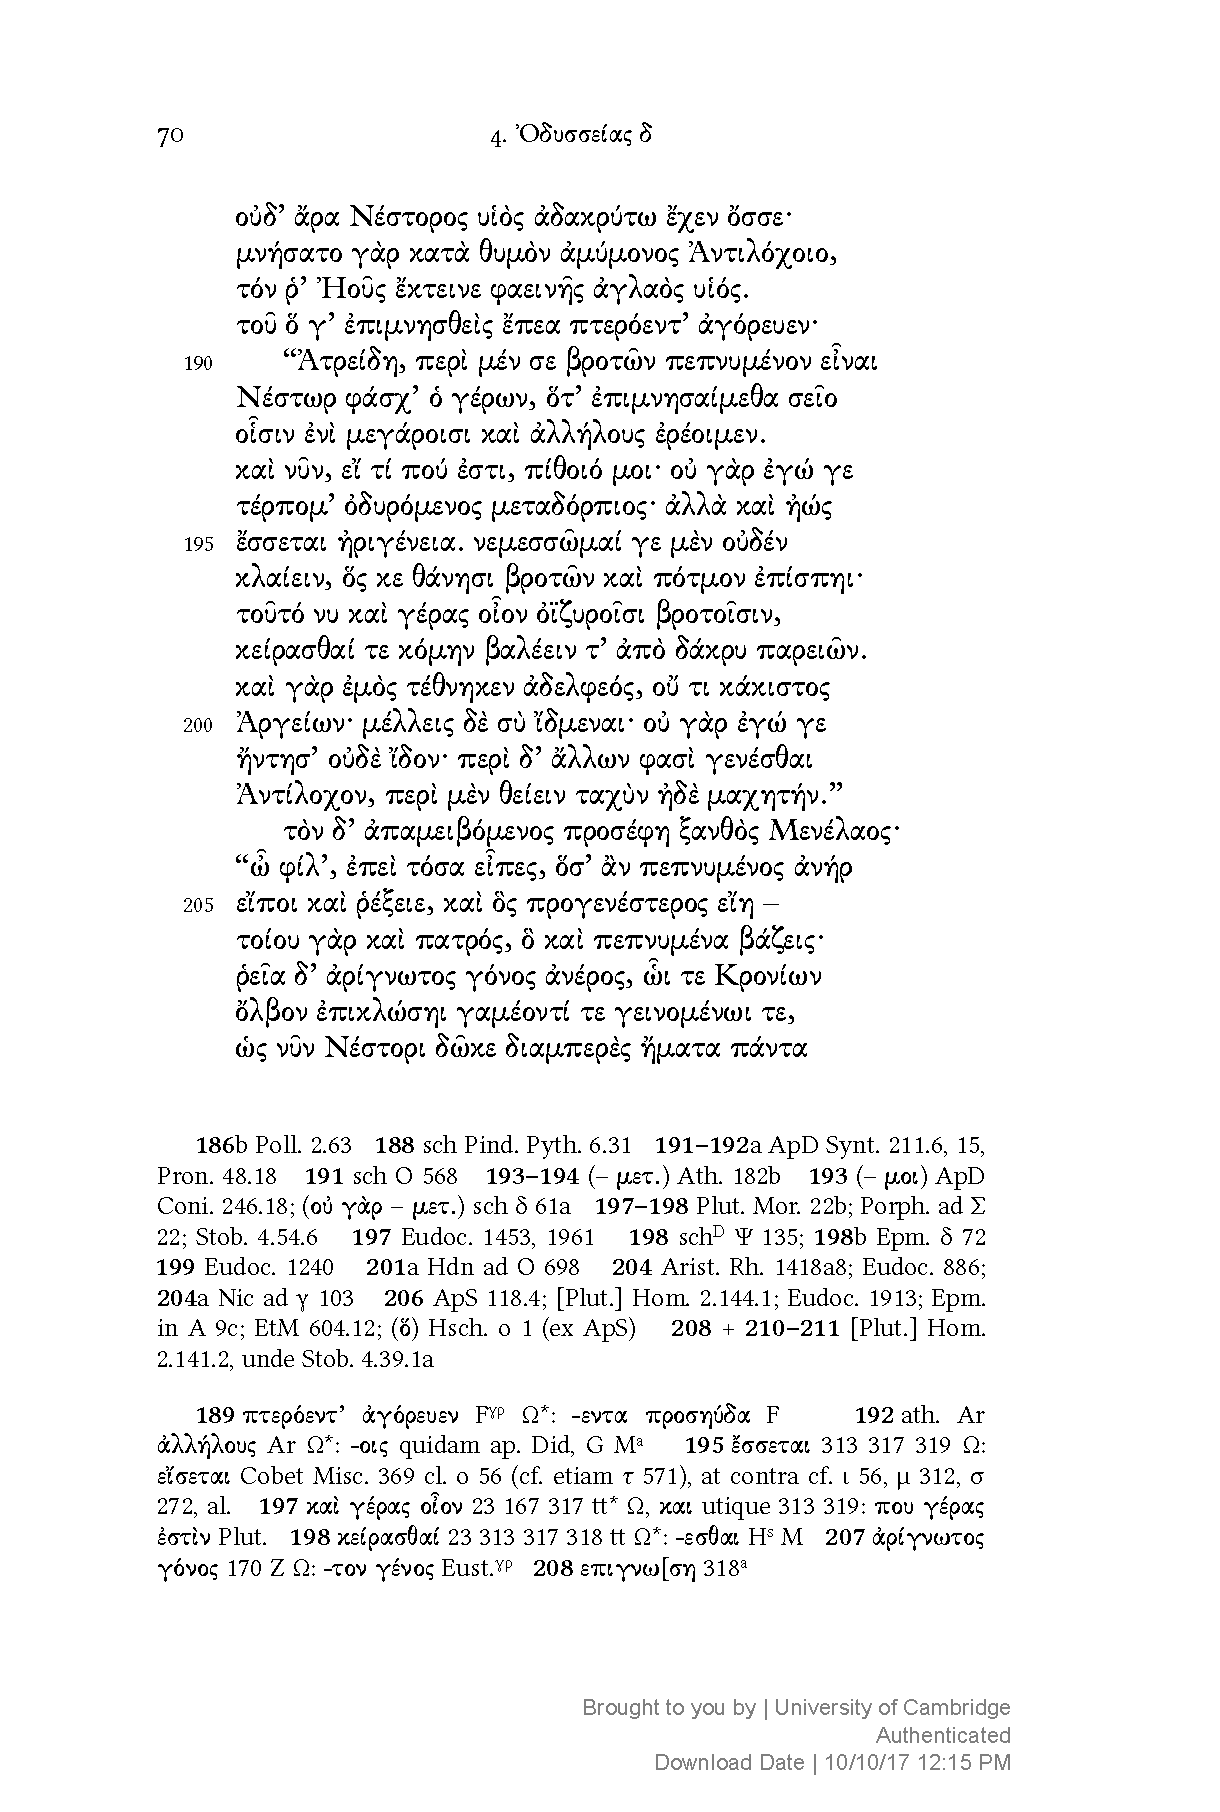 70 4. Ὀδυσσείας δ
οὐδ’ ἄρα Νέστορος υἱὸς ἀδακρύτω ἔχεν ὄσσε·
μνήσατο γὰρ κατὰ θυμὸν ἀμύμονος Ἀντιλόχοιο,
τόν ῥ’ Ἠοῦς ἔκτεινε φαεινῆς ἀγλαὸς υἱός.
τοῦ ὅ γ’ ἐπιμνησθεὶς ἔπεα πτερόεντ’ ἀγόρευεν·
190 “Ἀτρείδη, περὶ μέν σε βροτῶν πεπνυμένον εἶναι
Νέστωρ φάσχ’ ὁ γέρων, ὅτ’ ἐπιμνησαίμεθα σεῖο
οἷσιν ἐνὶ μεγάροισι καὶ ἀλλήλους ἐρέοιμεν.
καὶ νῦν, εἴ τί πού ἐστι, πίθοιό μοι· οὐ γὰρ ἐγώ γε
τέρπομ’ ὀδυρόμενος μεταδόρπιος· ἀλλὰ καὶ ἠώς
195 ἔσσεται ἠριγένεια. νεμεσσῶμαί γε μὲν οὐδέν
κλαίειν, ὅς κε θάνησι βροτῶν καὶ πότμον ἐπίσπηι·
τοῦτό νυ καὶ γέρας οἶον ὀϊζυροῖσι βροτοῖσιν,
κείρασθαί τε κόμην βαλέειν τ’ ἀπὸ δάκρυ παρειῶν.
καὶ γὰρ ἐμὸς τέθνηκεν ἀδελφεός, οὔ τι κάκιστος
200 Ἀργείων· μέλλεις δὲ σὺ ἴδμεναι· οὐ γὰρ ἐγώ γε
ἤντησ’ οὐδὲ ἴδον· περὶ δ’ ἄλλων φασὶ γενέσθαι
Ἀντίλοχον, περὶ μὲν θείειν ταχὺν ἠδὲ μαχητήν.”
τὸν δ’ ἀπαμειβόμενος προσέφη ξανθὸς Μενέλαος·
“ὦ φίλ’, ἐπεὶ τόσα εἶπες, ὅσ’ ἂν πεπνυμένος ἀνήρ
205 εἴποι καὶ ῥέξειε, καὶ ὃς προγενέστερος εἴη –
τοίου γὰρ καὶ πατρός, ὃ καὶ πεπνυμένα βάζεις·
ῥεῖα δ’ ἀρίγνωτος γόνος ἀνέρος, ὧι τε Κρονίων
ὄλβον ἐπικλώσηι γαμέοντί τε γεινομένωι τε,
ὡς νῦν Νέστορι δῶκε διαμπερὲς ἤματα πάντα
186b Poll. 2.63 188 sch Pind. Pyth. 6.31 191–192a ApD Synt. 211.6, 15,
Pron. 48.18 191 sch O 568 193–194 (– μετ.) Ath. 182b 193 (– μοι) ApD
Coni. 246.18; (οὐ γὰρ – μετ.) sch δ 61a 197–198 Plut. Mor. 22b; Porph. ad Σ
22; Stob. 4.54.6 197 Eudoc. 1453, 1961 198 schD Ψ 135; 198b Epm. δ 72
199 Eudoc. 1240 201a Hdn ad O 698 204 Arist. Rh. 1418a8; Eudoc. 886;
204a Nic ad γ 103 206 ApS 118.4; [Plut.] Hom. 2.144.1; Eudoc. 1913; Epm.
in A 9c; EtM 604.12; (ὅ) Hsch. ο 1 (ex ApS) 208 + 210–211 [Plut.] Hom.
2.141.2, unde Stob. 4.39.1a
189 πτερόεντ’ ἀγόρευεν Fγρ Ω*: -εντα προσηύδα F 192 ath. Ar
ἀλλήλους Ar Ω*: -οις quidam ap. Did, G Ma 195 ἔσσεται 313 317 319 Ω:
εἴσεται Cobet Misc. 369 cl. ο 56 (cf. etiam τ 571), at contra cf. ι 56, μ 312, σ
272, al. 197 καὶ γέρας οἶον 23 167 317 tt* Ω, και utique 313 319: που γέρας
ἐστὶν Plut. 198 κείρασθαί 23 313 317 318 tt Ω*: -εσθαι Hs M 207 ἀρίγνωτος
γόνος 170 Z Ω: -τον γένος Eust.γρ 208 επιγνω[ση 318a
Brought to you by | University of Cambridge
Authenticated
Download Date | 10/10/17 12:15 PM